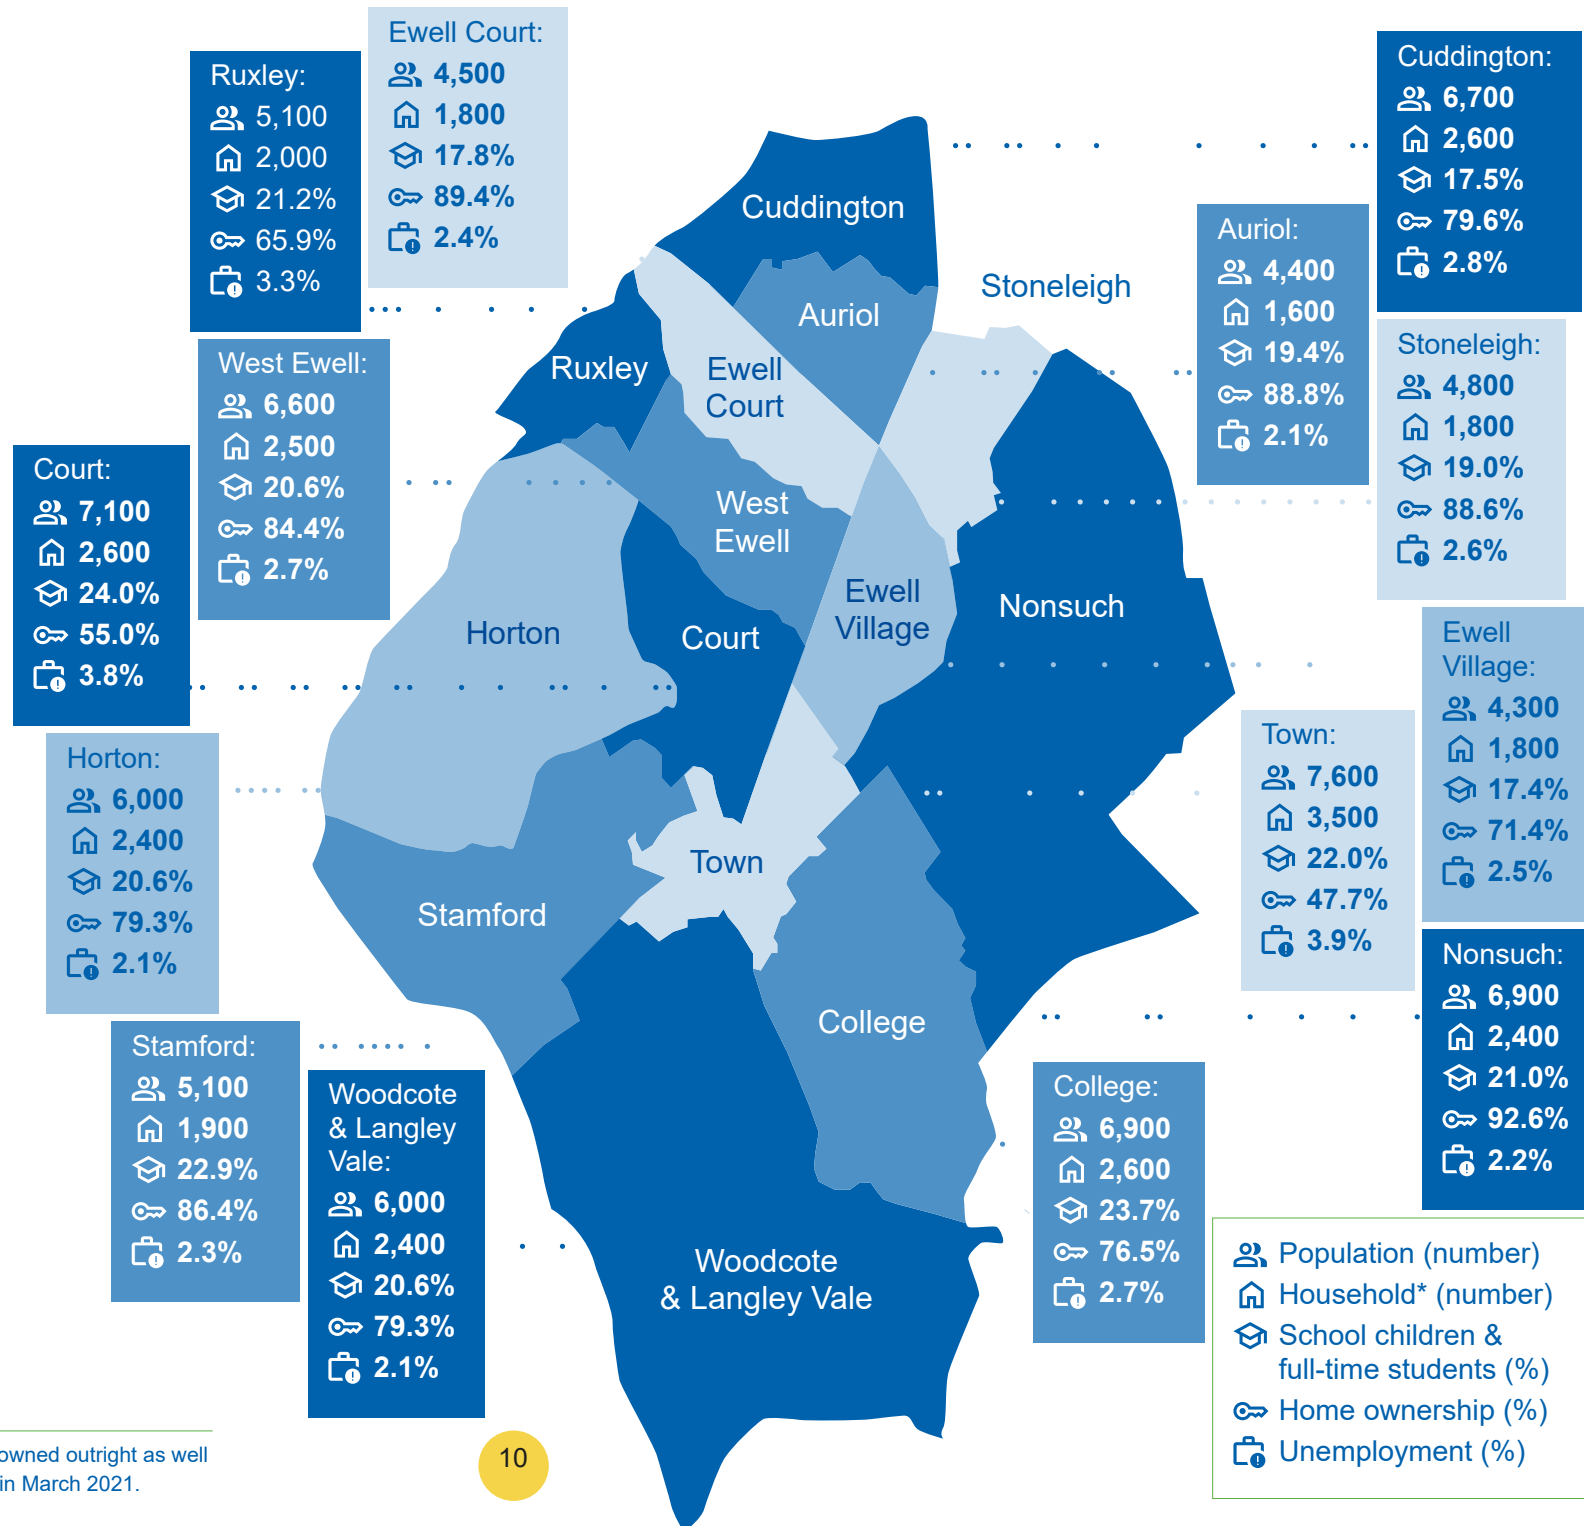 Ewell Court:
4,500
1,800
17.8%
89.4%
2.4%
Ruxley:
5,100
2,000
21.2%
65.9%
3.3%
Cuddington:
6,700
2,600
17.5%
79.6%
2.8%
Auriol:
4,400
1,600
19.4%
88.8%
2.1%
Stoneleigh:
4,800
1,800
19.0%
88.6%
2.6%
West Ewell:
6,600
2,500
20.6%
84.4%
2.7%
Court:
7,100
2,600
24.0%
55.0%
3.8%
Ewell
Village:
4,300
1,800
17.4%
71.4%
2.5%
Town:
7,600
3,500
22.0%
47.7%
3.9%
Horton:
6,000
2,400
20.6%
79.3%
2.1%
Nonsuch:
6,900
2,400
21.0%
92.6%
2.2%
Stamford:
5,100
1,900
22.9%
86.4%
2.3%
Woodcote
& Langley
Vale:
6,000
2,400
20.6%
79.3%
2.1%
College:
6,900
2,600
23.7%
76.5%
2.7%
Cuddington
Stoneleigh
Auriol
Ruxley
Ewell
Court
West
Ewell
Ewell
Village
Nonsuch
Horton
Court
Town
Stamford
College
Woodcote
& Langley Vale
Population (number)
Household* (number)
School children &
full-time students (%)
Home ownership (%)
Unemployment (%)
owned outright as well
in March 2021.
10